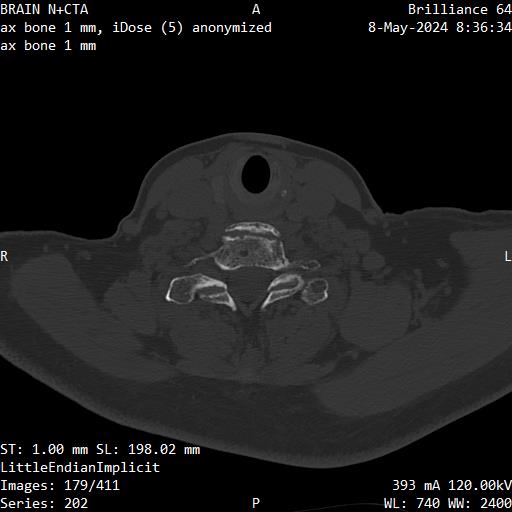 BRAIN N+CTA
A
Brilliance 64
ax bone 1 mm, iDose (5) anonymized
8-May-2024 8:36:34
ax bone 1 mm
R
L
ST: 1.00 mm SL: 198.02 mm
LittleEndianImplicit
Images: 179/411
393 mA 120.00kV
Series: 202
P
WL: 740 WW: 2400